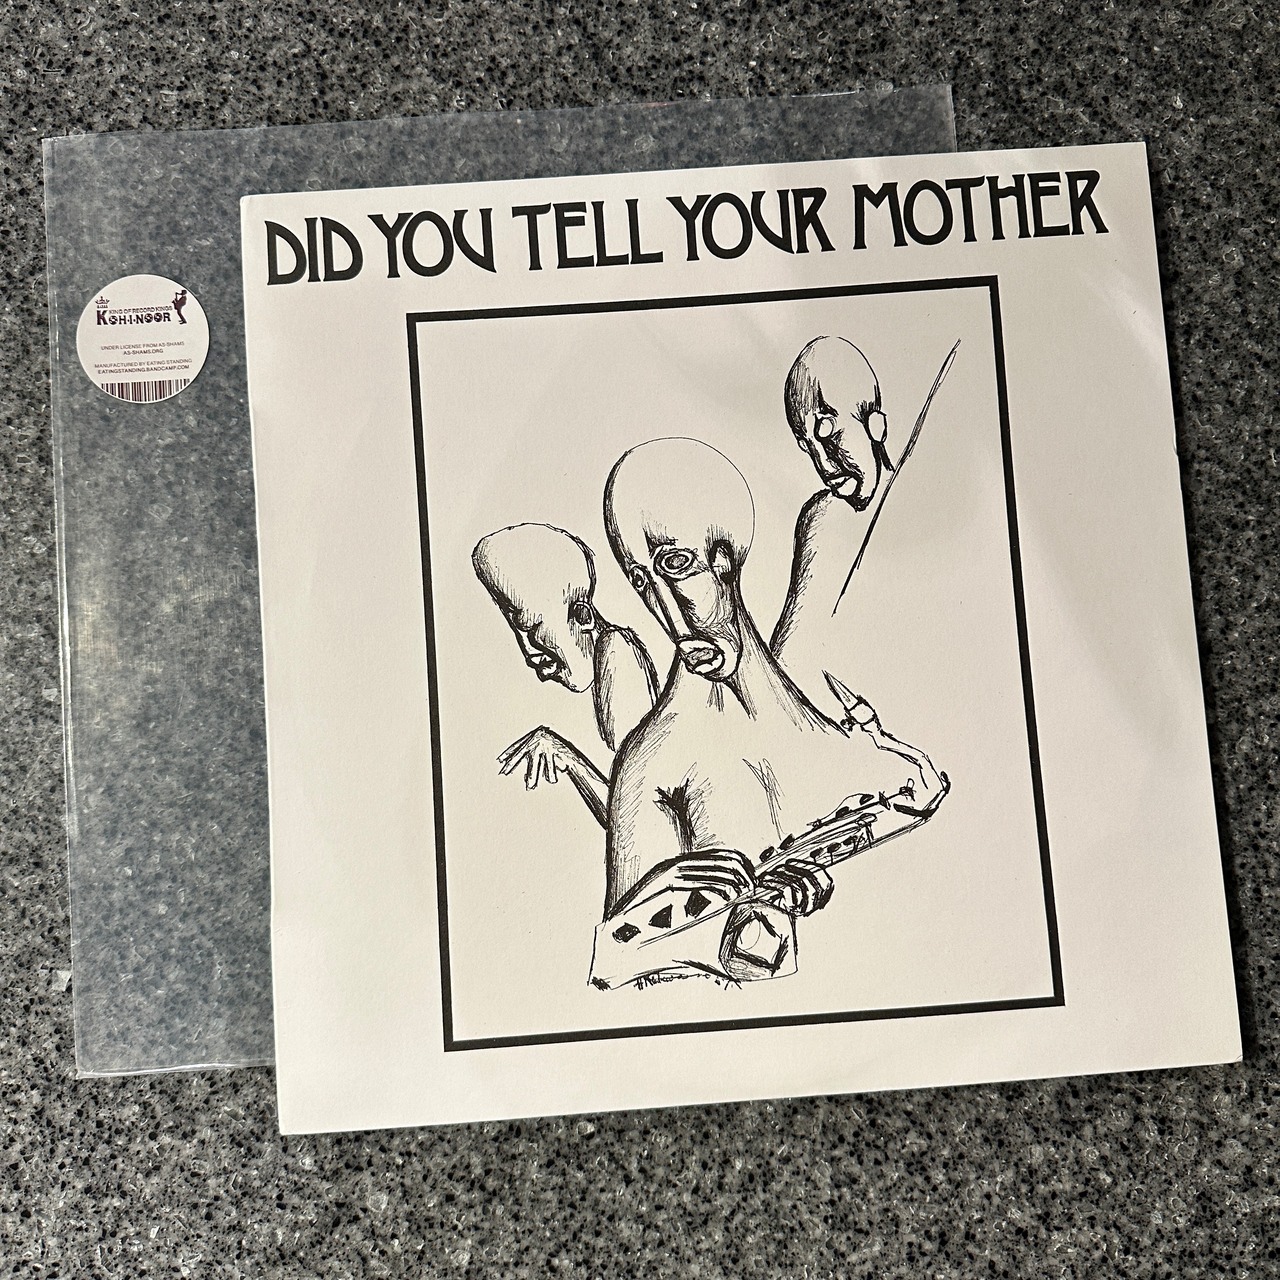 DID YOU TELL YOUR MOTHER
KING OF RECORD KINGS
KOH-I-NOOR
UNDER LICENSE FROM AS-SHAMS
AS-SHAMS.ORG
MANUFACTURED BY EATING STANDING
EATINGSTANDING.BANDCAMP.COM